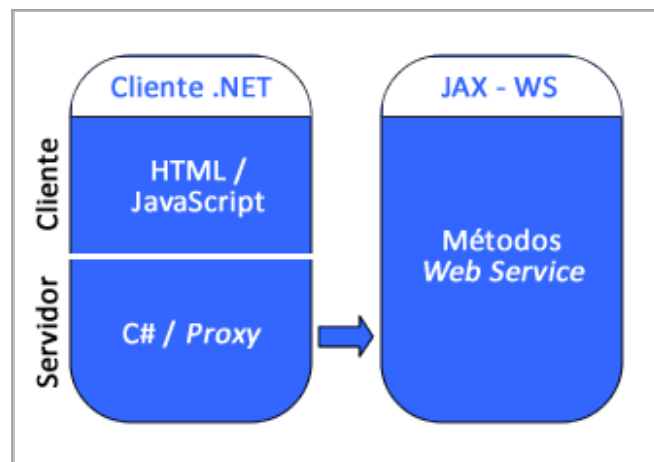 Cliente .NET
JAX - WS
Cliente
HTML /
JavaScript
Métodos
Web Service
Servidor
C# / Proxy